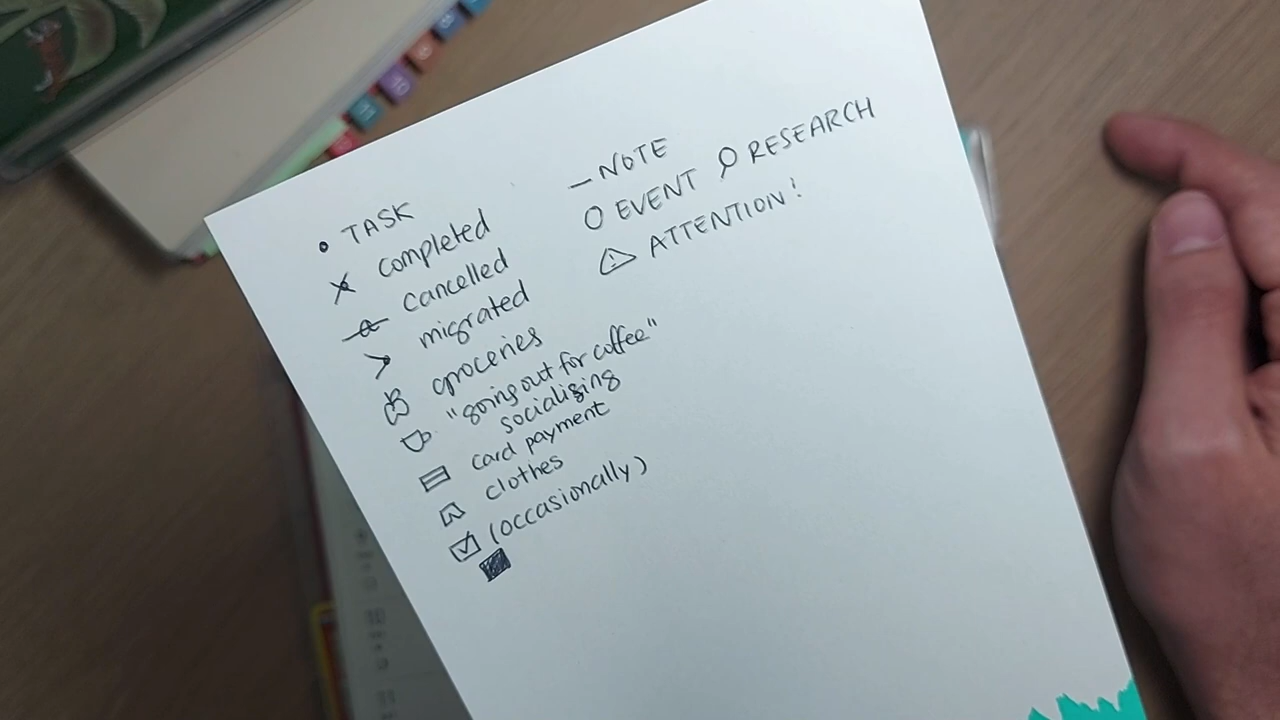 • TASK
x completed
cancelled
> migrated
groceries
"going out for coffee"
socialising
card payment
clothes
(occasionally)
– NOTE
O EVENT
RESEARCH
ATTENTION!